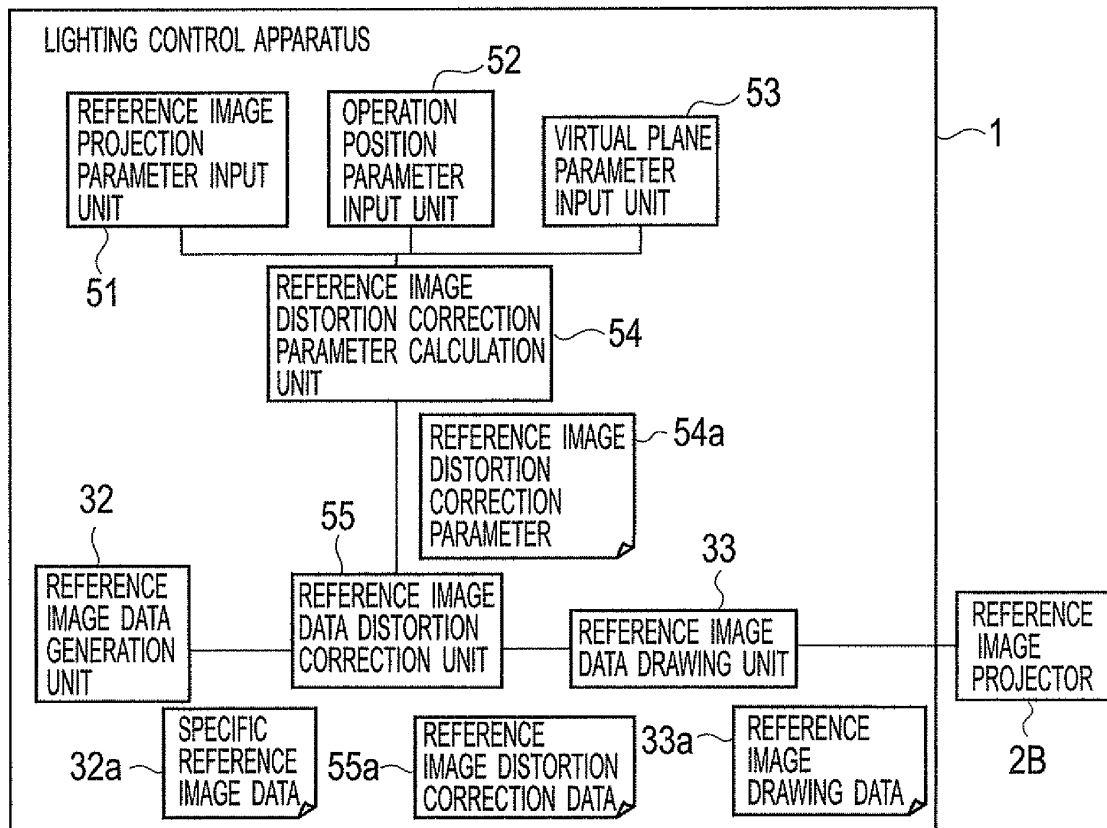 LIGHTING CONTROL APPARATUS
52
53
1
REFERENCE IMAGE
PROJECTION
PARAMETER INPUT
UNIT
OPERATION
POSITION
PARAMETER
INPUT UNIT
VIRTUAL PLANE
PARAMETER
INPUT UNIT
51
REFERENCE IMAGE
DISTORTION CORRECTION
PARAMETER CALCULATION
UNIT
54
REFERENCE IMAGE
DISTORTION
CORRECTION
PARAMETER
54a
32
55
33
REFERENCE
IMAGE DATA
GENERATION
UNIT
REFERENCE IMAGE
DATA DISTORTION
CORRECTION UNIT
REFERENCE IMAGE
DATA DRAWING UNIT
REFERENCE
IMAGE
PROJECTOR
2B
32a
SPECIFIC
REFERENCE
IMAGE DATA
55a
REFERENCE
IMAGE DISTORTION
CORRECTION DATA
33a
REFERENCE
IMAGE
DRAWING DATA